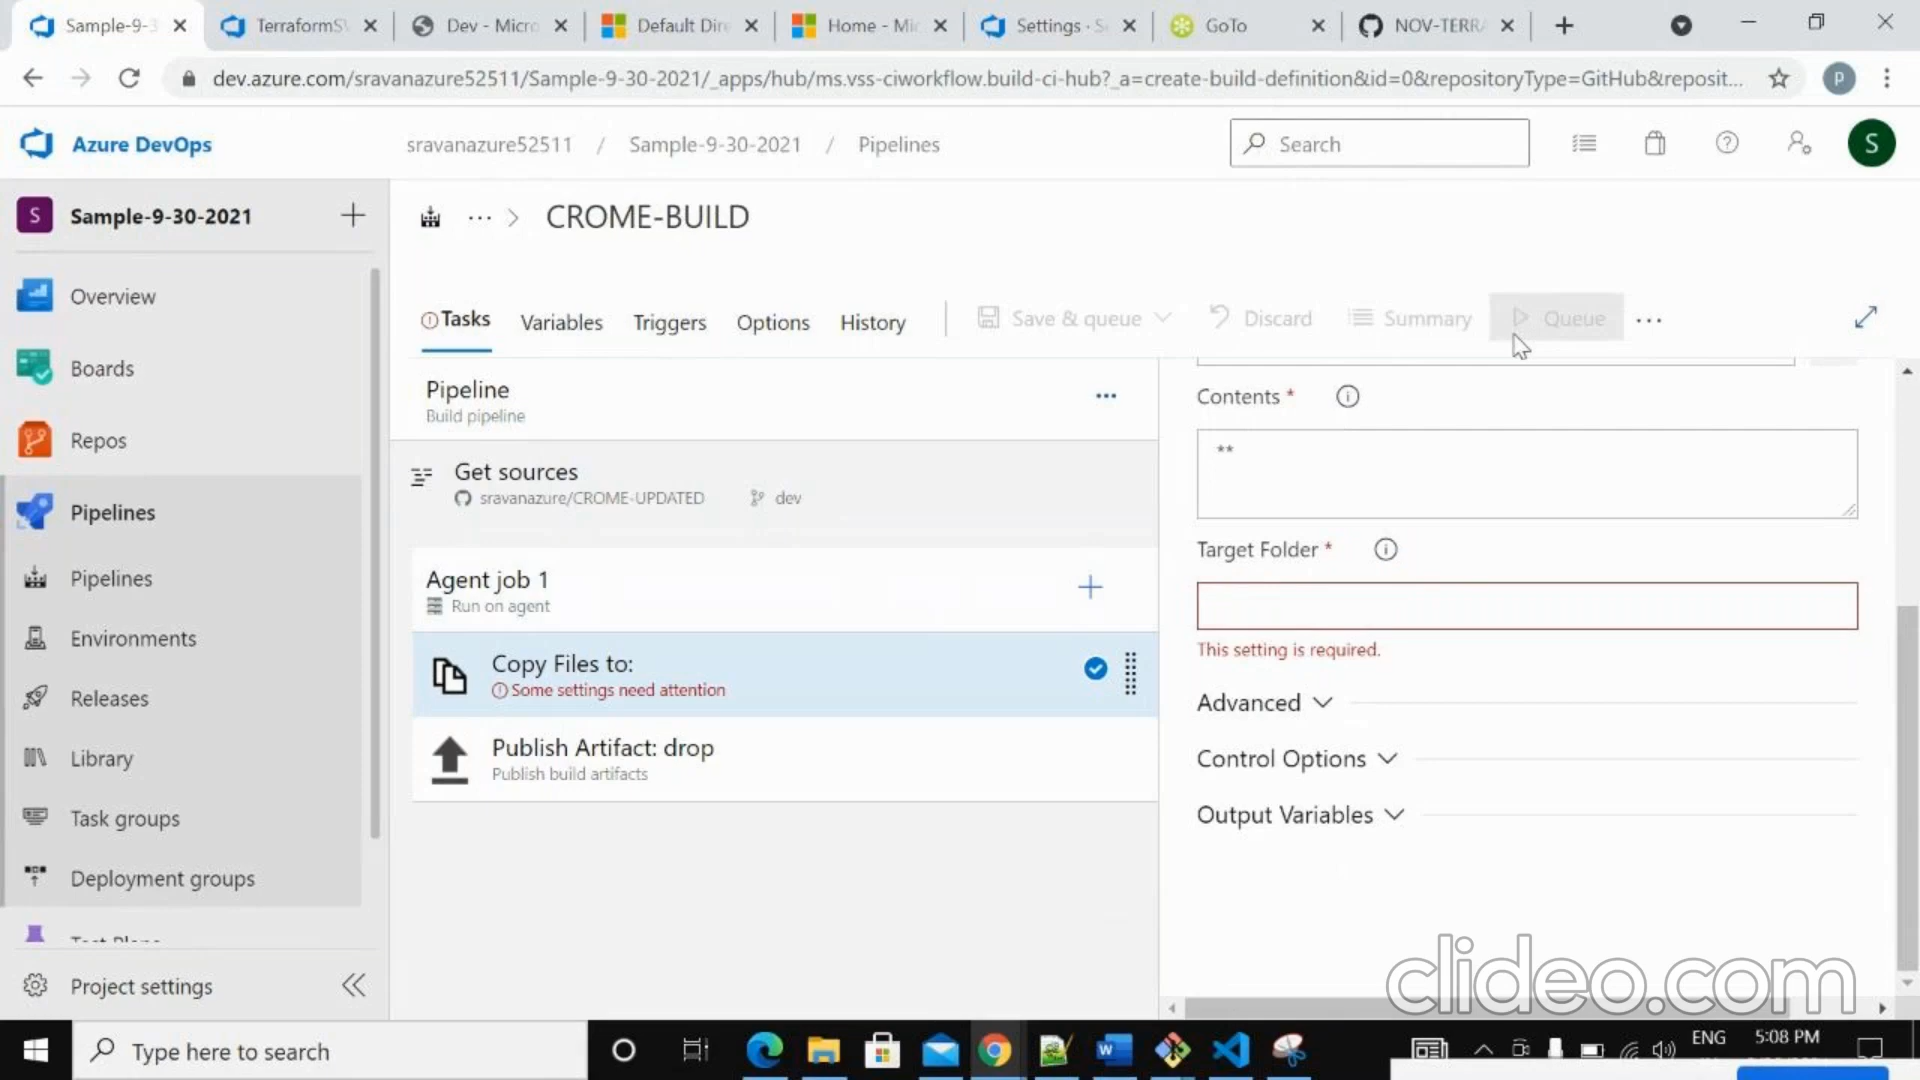 Sample-9-3
TerraformS
Dev - Micro
Default Dire
Home - Mic
Settings · S
GoTo
NOV-TERRA
dev.azure.com/sravanazure52511/Sample-9-30-2021/_apps/hub/ms.vss-ciworkflow.build-ci-hub?_a=create-build-definition&id=0&repositoryType=GitHub&reposit...
P
Azure DevOps
sravanazure52511 / Sample-9-30-2021 / Pipelines
Search
S
S Sample-9-30-2021
Overview
Boards
Repos
Pipelines
Pipelines
Environments
Releases
Library
Task groups
Deployment groups
Test Plans
Project settings
... > CROME-BUILD
Tasks
Variables
Triggers
Options
History
Save & queue
Discard
Summary
Queue
...
Pipeline
Build pipeline
...
Get sources
sravanazure/CROME-UPDATED
dev
Agent job 1
Run on agent
Copy Files to:
Some settings need attention
Publish Artifact: drop
Publish build artifacts
Contents *
**
Target Folder *
This setting is required.
Advanced
Control Options
Output Variables
clideo.com
Type here to search
ENG
5:08 PM